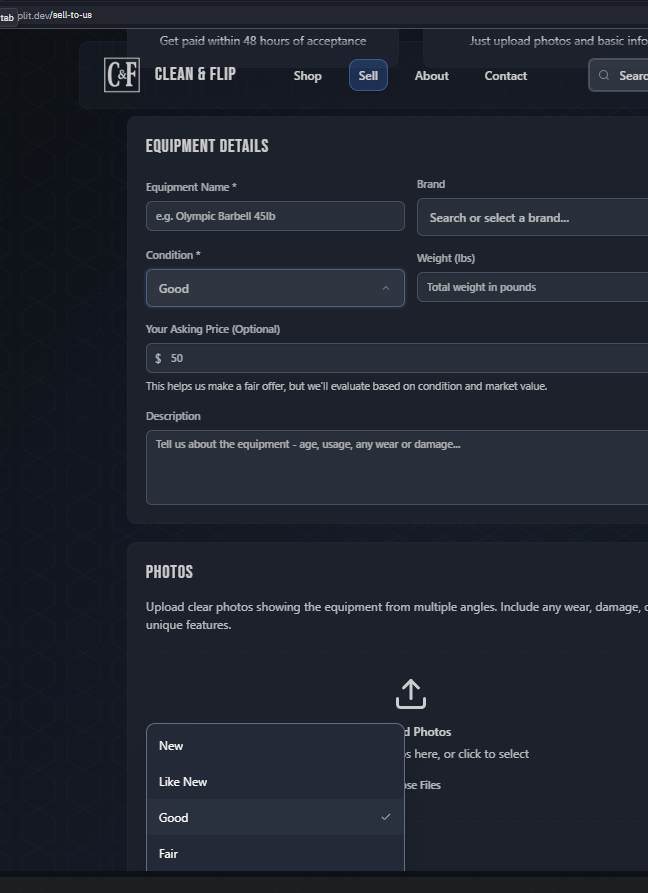 tab
plit.dev/sell-to-us
Get paid within 48 hours of acceptance
Just upload photos and basic info
C&F
CLEAN & FLIP
Shop
Sell
About
Contact
Sear
EQUIPMENT DETAILS
Equipment Name *
Brand
e.g. Olympic Barbell 45lb
Search or select a brand...
Condition *
Weight (lbs)
Good
Total weight in pounds
Your Asking Price (Optional)
$ 50
This helps us make a fair offer, but we'll evaluate based on condition and market value.
Description
Tell us about the equipment - age, usage, any wear or damage...
PHOTOS
Upload clear photos showing the equipment from multiple angles. Include any wear, damage,
unique features.
d Photos
s here, or click to select
ose Files
New
Like New
Good
Fair